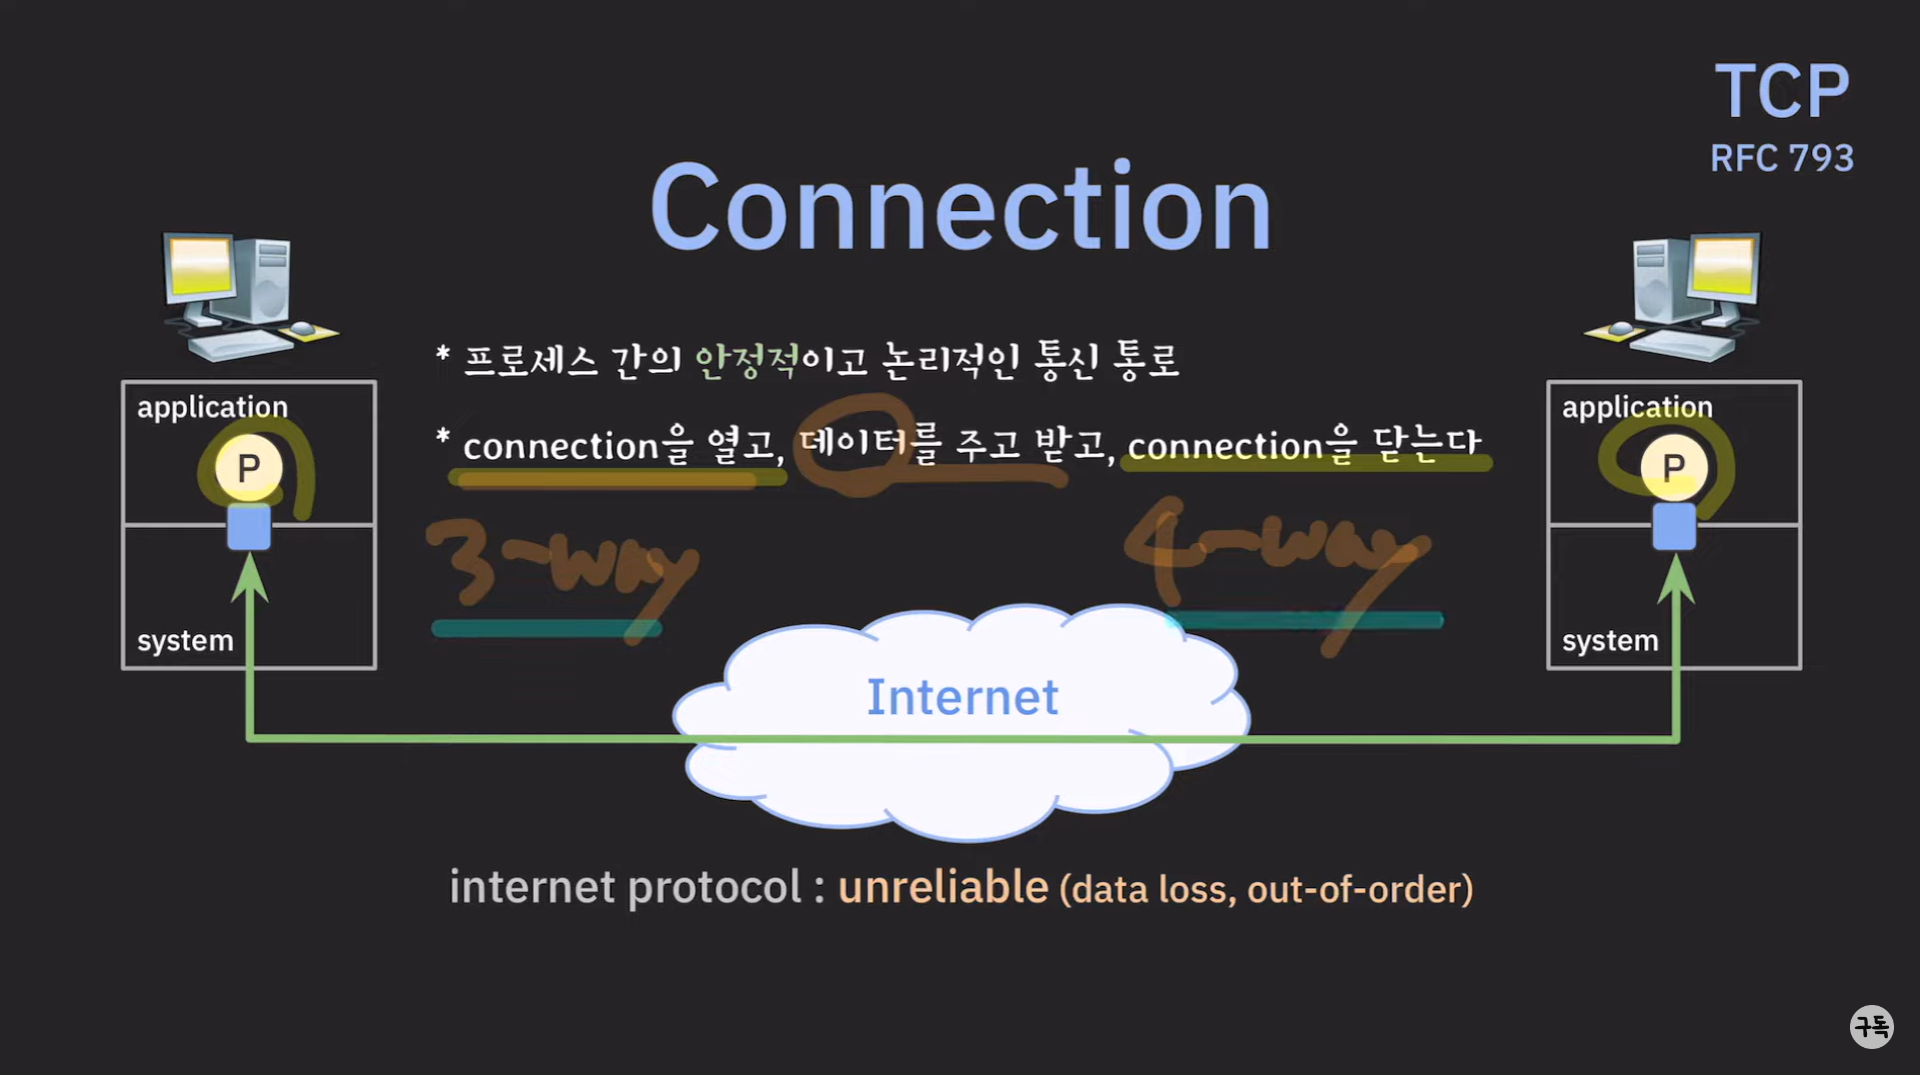 TCP
RFC 793
Connection
* 프로세스 간의 안정적이고 논리적인 통신 통로
* connection을 열고, 데이터를 주고 받고, connection을 닫는다
3-way
4-way
application
P
system
application
P
system
Internet
internet protocol : unreliable (data loss, out-of-order)
구독